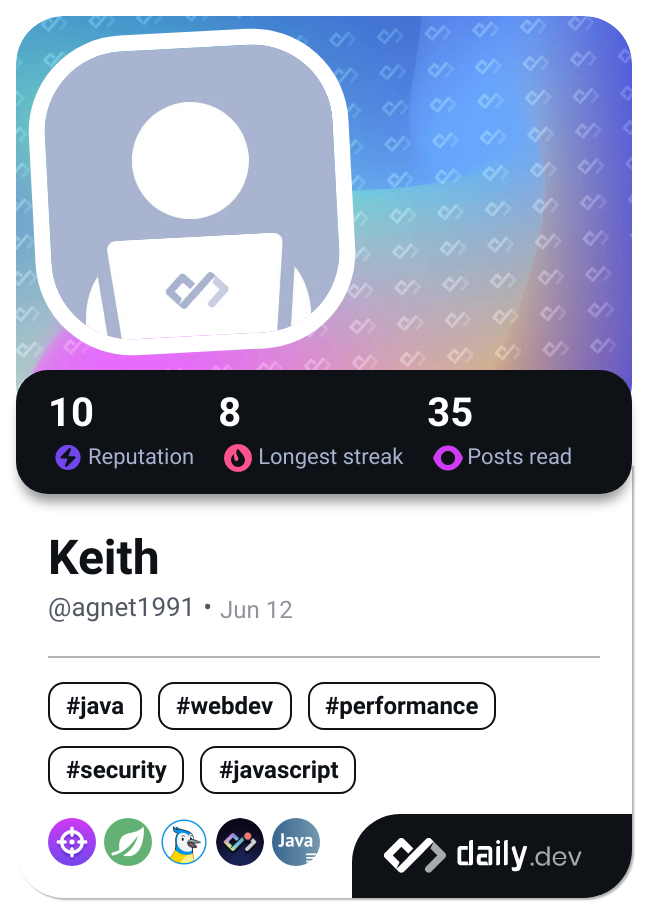 10 8 35
Reputation Longest streak Posts read
Keith
@agnet1991 • Jun 12
#java #webdev #performance
#security #javascript
Java
daily.dev